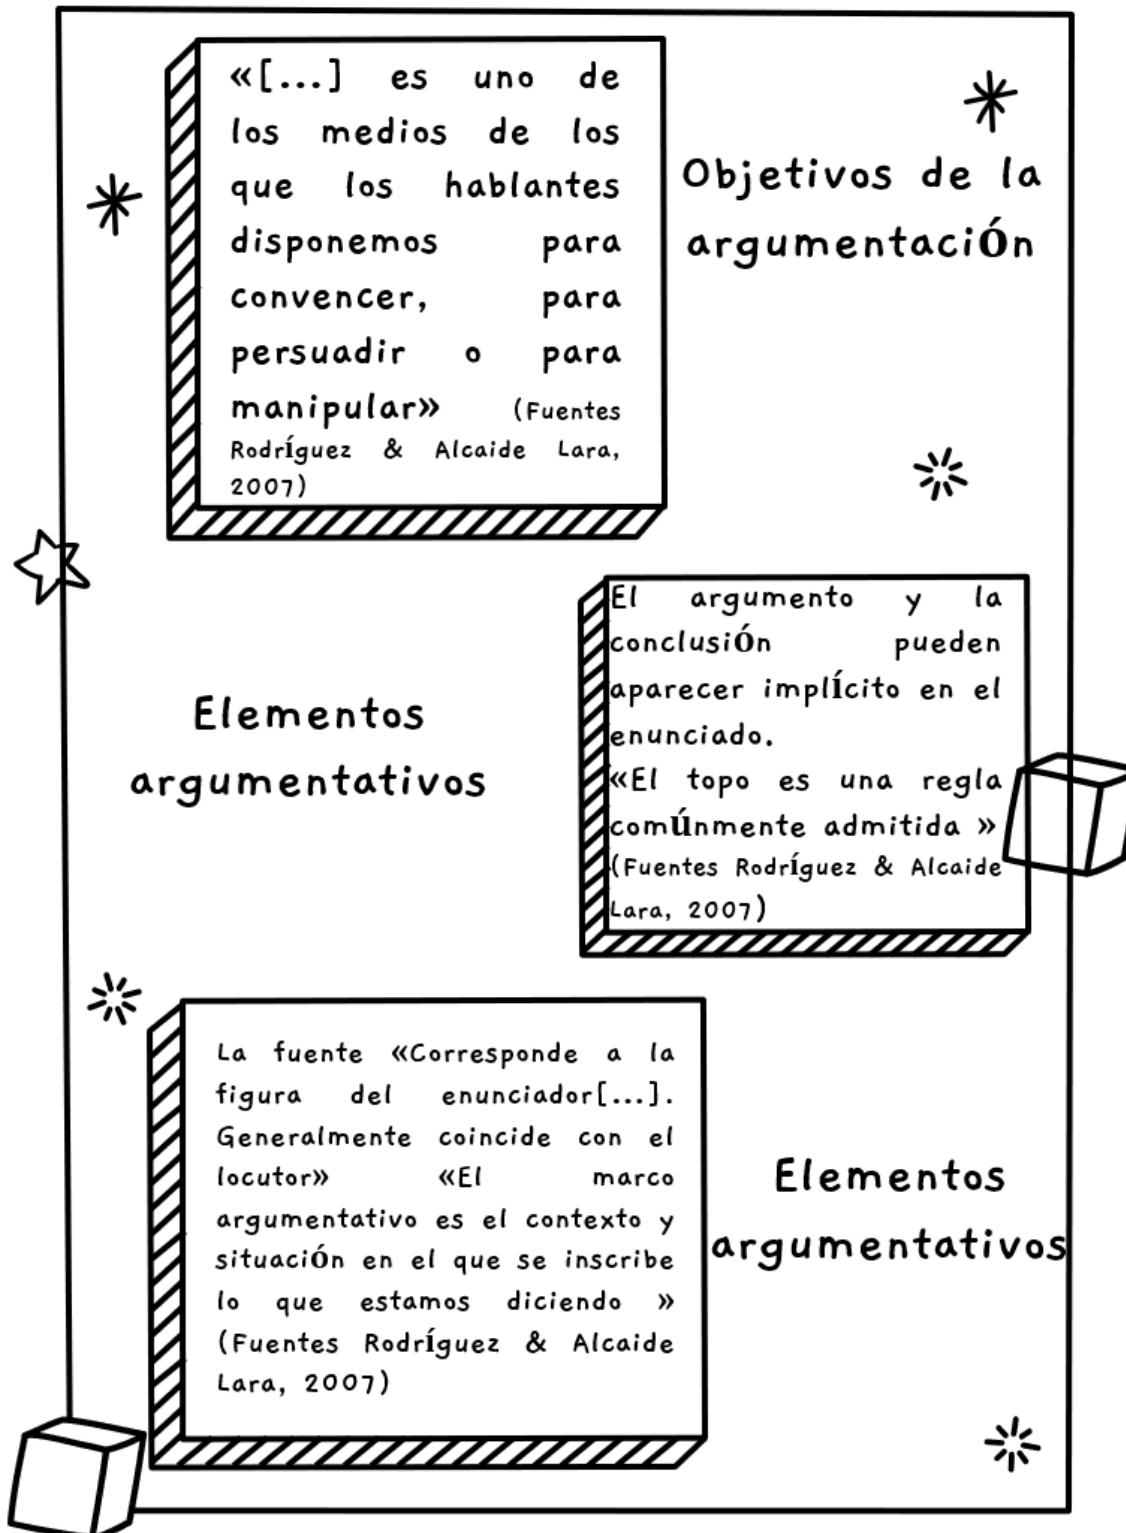 «[...] es uno de
los medios de los
que los hablantes
disponemos para
convencer, para
persuadir o para
manipular» (Fuentes
Rodríguez & Alcaide Lara,
2007)
Objetivos de la
argumentación
Elementos
argumentativos
El argumento y la
conclusión pueden
aparecer implícito en el
enunciado.
«El topo es una regla
comúnmente admitida »
(Fuentes Rodríguez & Alcaide
Lara, 2007)
La fuente «Corresponde a la
figura del enunciador[...].
Generalmente coincide con el
locutor» «El marco
argumentativo es el contexto y
situación en el que se inscribe
lo que estamos diciendo »
(Fuentes Rodríguez & Alcaide
Lara, 2007)
Elementos
argumentativos